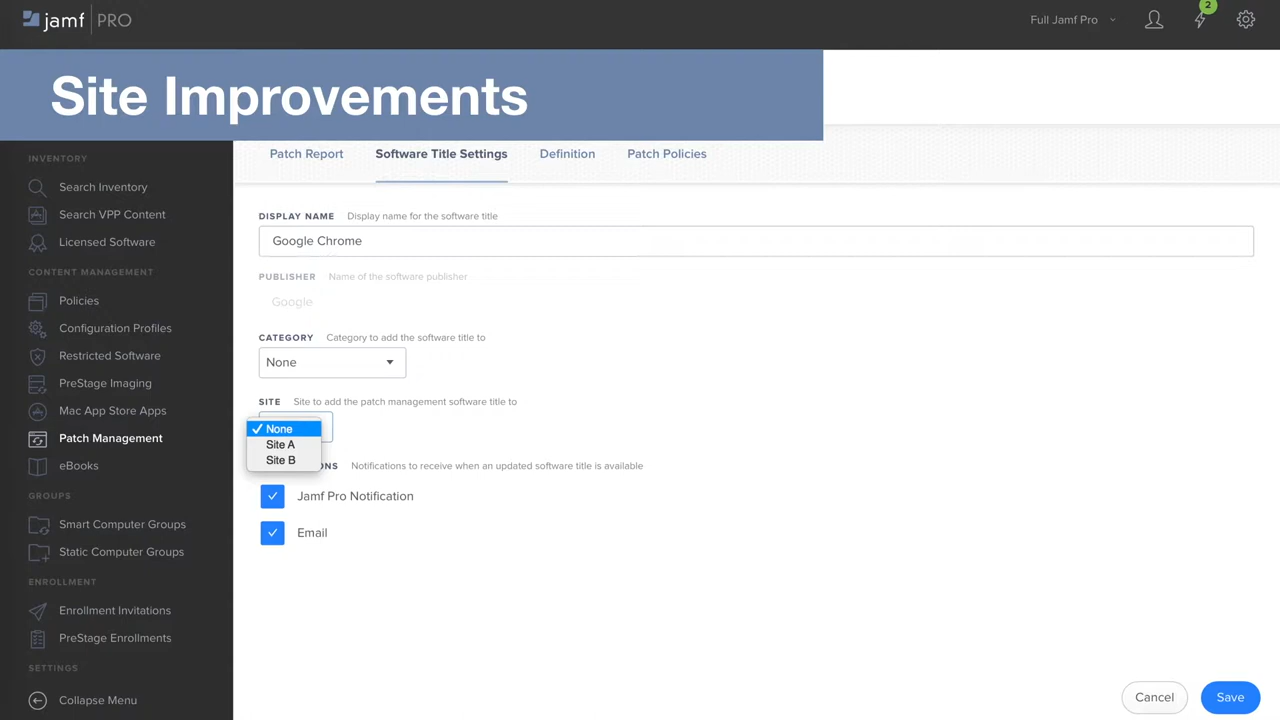 jamf PRO
Full Jamf Pro
2
Site Improvements
INVENTORY
Search Inventory
Search VPP Content
Licensed Software
CONTENT MANAGEMENT
Policies
Configuration Profiles
Restricted Software
PreStage Imaging
Mac App Store Apps
Patch Management
eBooks
GROUPS
Smart Computer Groups
Static Computer Groups
ENROLLMENT
Enrollment Invitations
PreStage Enrollments
SETTINGS
Collapse Menu
Patch Report Software Title Settings Definition Patch Policies
DISPLAY NAME Display name for the software title
Google Chrome
PUBLISHER Name of the software publisher
Google
CATEGORY Category to add the software title to
None
SITE Site to add the patch management software title to
None
Site A
Site B
ONS Notifications to receive when an updated software title is available
Jamf Pro Notification
Email
Cancel Save